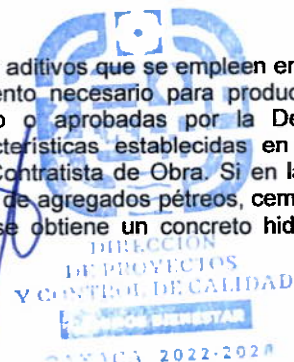 aditivos que se empleen en
ento necesario para produc
o o aprobadas por la De
cterísticas establecidas en
Contratista de Obra. Si en la
de agregados pétreos, cem
se obtiene un concreto hid
DIRECCIÓN
DE PROYECTOS
Y CONTROL DE CALIDAD
BIENESTAR
OAXACA 2022-2028